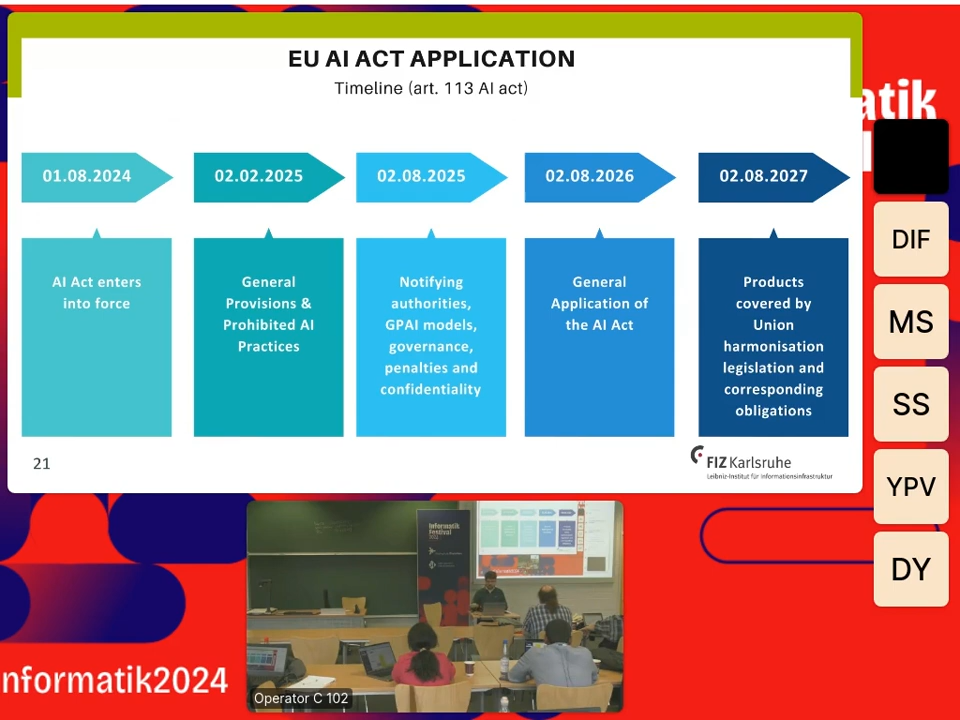 EU AI ACT APPLICATION
Timeline (art. 113 AI act)
01.08.2024
02.02.2025
02.08.2025
02.08.2026
02.08.2027
AI Act enters
into force
General
Provisions &
Prohibited AI
Practices
Notifying
authorities,
GPAI models,
governance,
penalties and
confidentiality
General
Application of
the AI Act
Products
covered by
Union
harmonisation
legislation and
corresponding
obligations
21
FIZ Karlsruhe
Leibniz-Institut für Informationsinfrastruktur
atik
DIF
MS
SS
YPV
DY
informatik
festival
2024
Operator C 102
nformatik2024